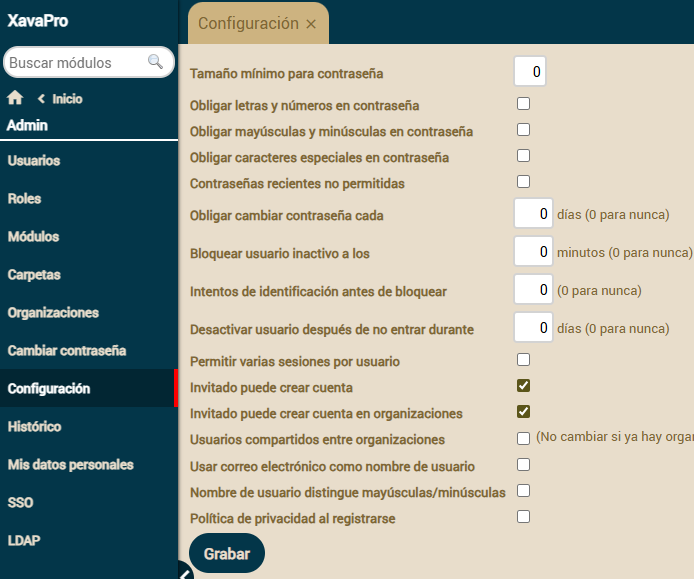 XavaPro
Buscar módulos
Inicio
Admin
Usuarios
Roles
Módulos
Carpetas
Organizaciones
Cambiar contraseña
Configuración
Histórico
Mis datos personales
SSO
LDAP
Configuración ×
Tamaño mínimo para contraseña 0
Obligar letras y números en contraseña
Obligar mayúsculas y minúsculas en contraseña
Obligar caracteres especiales en contraseña
Contraseñas recientes no permitidas
Obligar cambiar contraseña cada 0 días (0 para nunca)
Bloquear usuario inactivo a los 0 minutos (0 para nunca)
Intentos de identificación antes de bloquear 0 (0 para nunca)
Desactivar usuario después de no entrar durante 0 días (0 para nunca)
Permitir varias sesiones por usuario
Invitado puede crear cuenta
Invitado puede crear cuenta en organizaciones
Usuarios compartidos entre organizaciones (No cambiar si ya hay orga
Usar correo electrónico como nombre de usuario
Nombre de usuario distingue mayúsculas/minúsculas
Política de privacidad al registrarse
Grabar